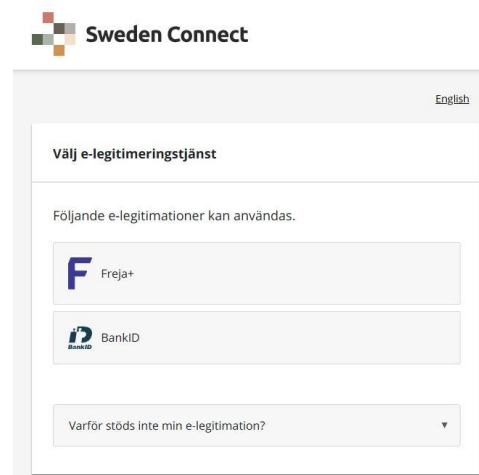 Sweden Connect
English
Välj e-legitimeringstjänst
Följande e-legitimationer kan användas.
Freja+
BankID
BankID
Varför stöds inte min e-legitimation?